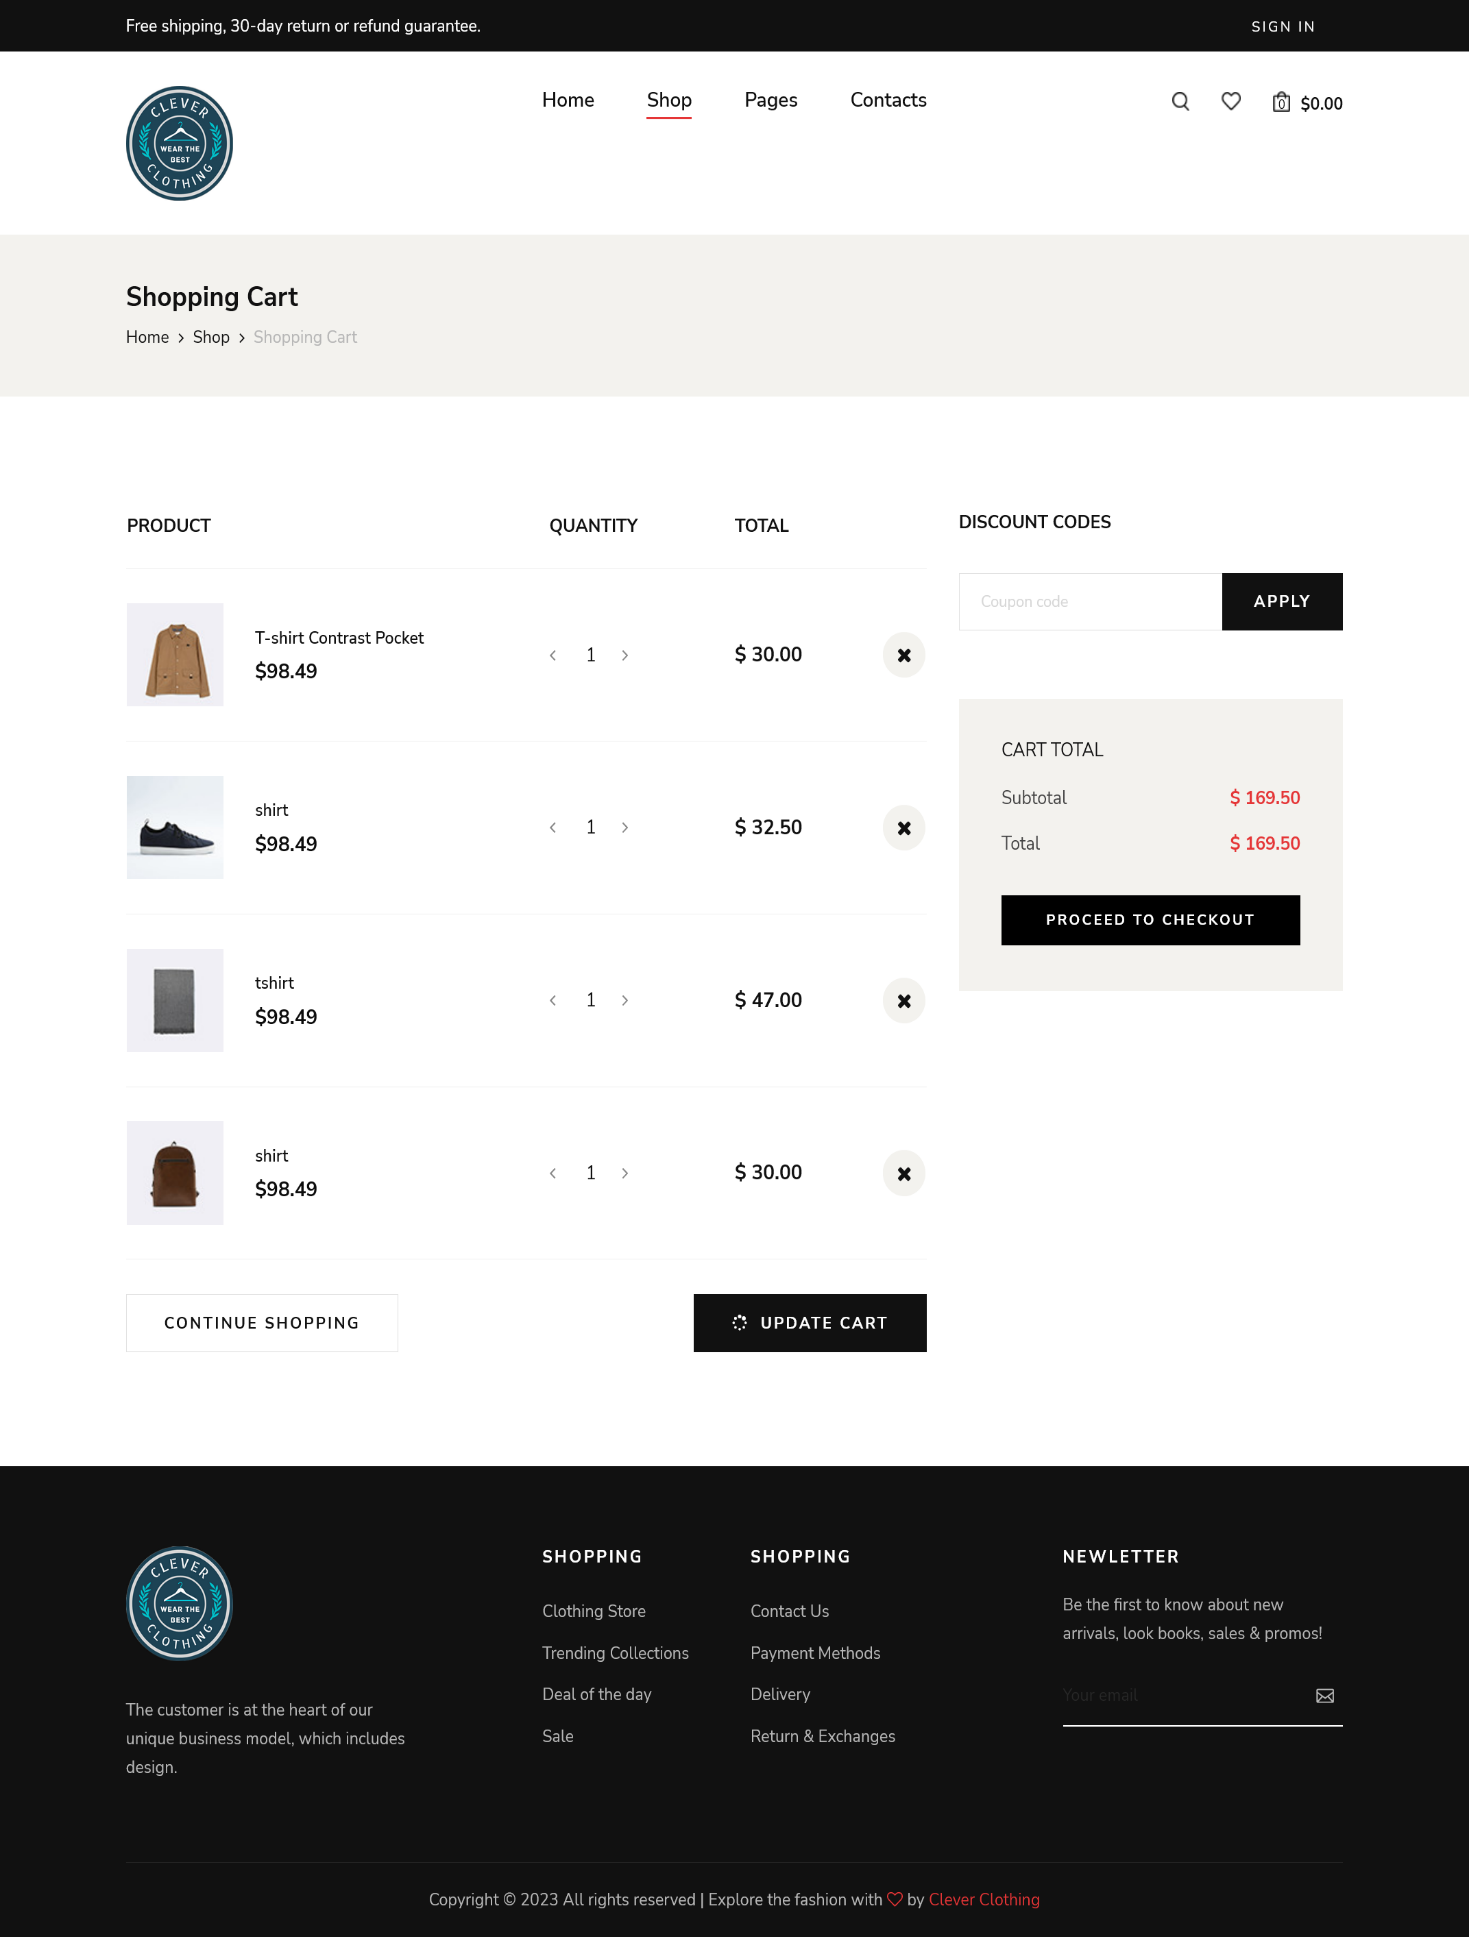 Free shipping, 30-day return or refund guarantee.
SIGN IN
CLEVER
WEAR THE
BEST
CLOTHING
Home
Shop
Pages
Contacts
0
$0.00
Shopping Cart
Home
Shop
Shopping Cart
PRODUCT
QUANTITY
TOTAL
T-shirt Contrast Pocket
$98.49
1
$ 30.00
shirt
$98.49
1
$ 32.50
tshirt
$98.49
1
$ 47.00
shirt
$98.49
1
$ 30.00
CONTINUE SHOPPING
UPDATE CART
DISCOUNT CODES
Coupon code
APPLY
CART TOTAL
Subtotal
$ 169.50
Total
$ 169.50
PROCEED TO CHECKOUT
CLEVER
WEAR THE
BEST
CLOTHING
The customer is at the heart of our
unique business model, which includes
design.
SHOPPING
Clothing Store
Trending Collections
Deal of the day
Sale
SHOPPING
Contact Us
Payment Methods
Delivery
Return & Exchanges
NEWLETTER
Be the first to know about new
arrivals, look books, sales & promos!
Your email
Copyright © 2023 All rights reserved | Explore the fashion with ♡ by Clever Clothing